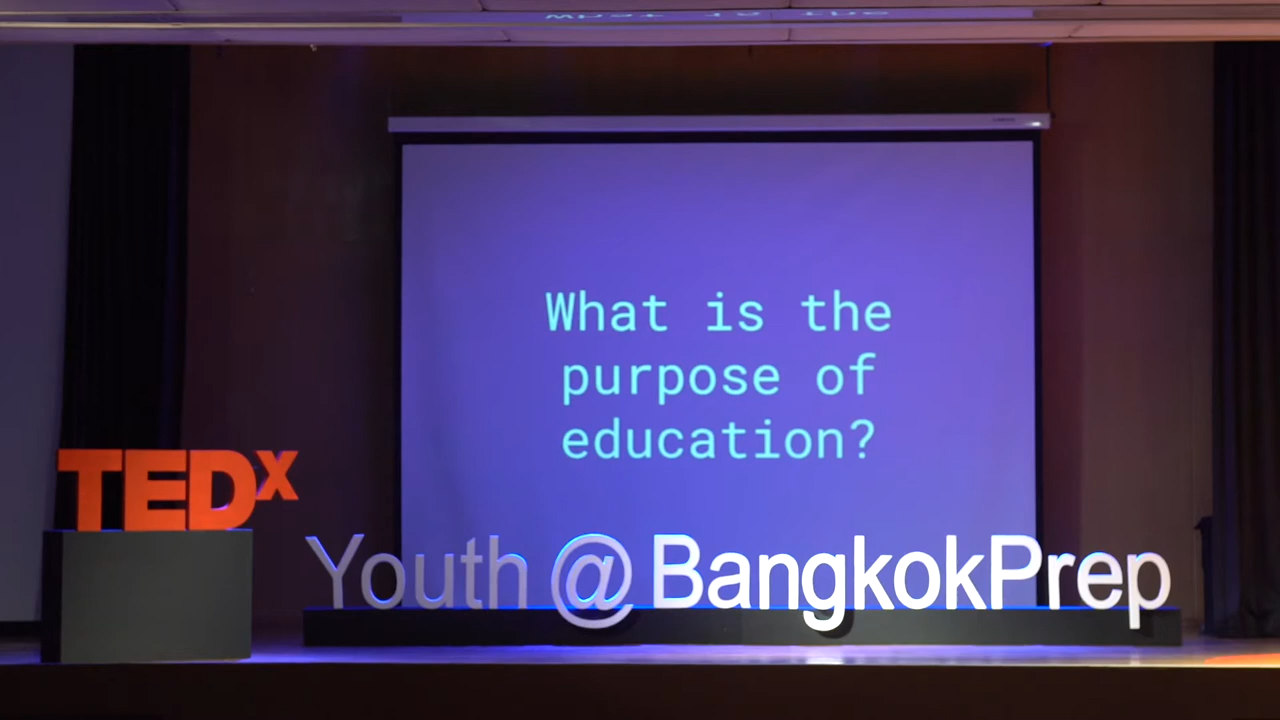 What is the
purpose of
education?
TEDx
Youth @ BangkokPrep